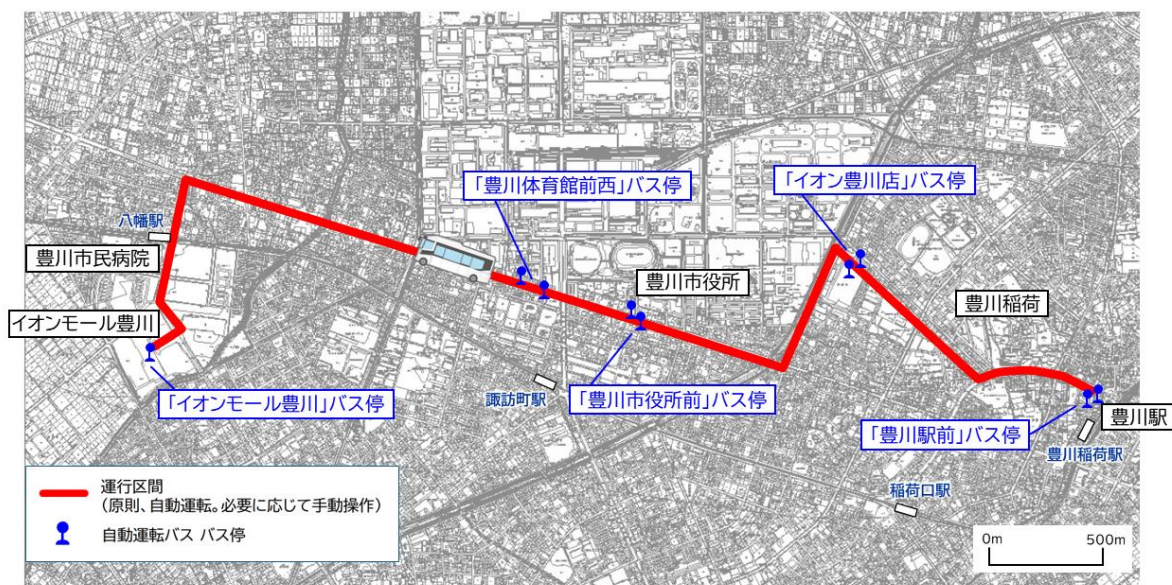 「豊川体育館前西」バス停
「イオン豊川店」バス停
八幡駅
豊川市民病院
豊川市役所
豊川稲荷
イオンモール豊川
「イオンモール豊川」バス停
諏訪町駅
「豊川市役所前」バス停
「豊川駅前」バス停
豊川駅
豊川稲荷駅
稲荷口駅
運行区間
(原則、自動運転。必要に応じて手動操作)
自動運転バス バス停
0m
500m